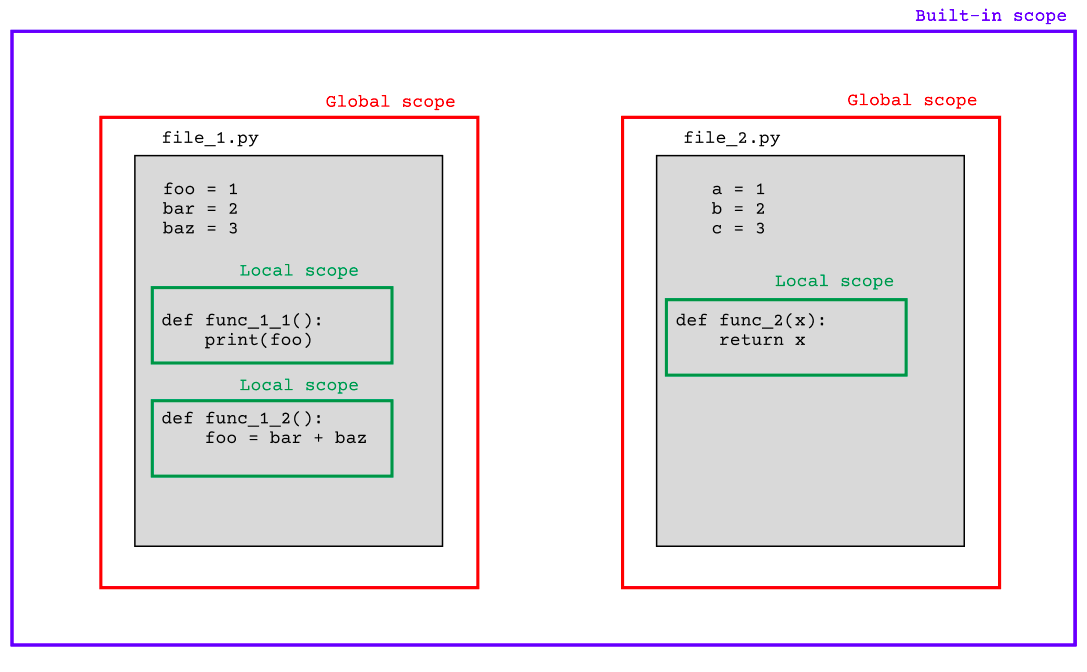 Built-in scope
Global scope
file_1.py
foo = 1
bar = 2
baz = 3
Local scope
def func_1_1():
    print(foo)
Local scope
def func_1_2():
    foo = bar + baz
Global scope
file_2.py
a = 1
b = 2
c = 3
Local scope
def func_2(x):
    return x